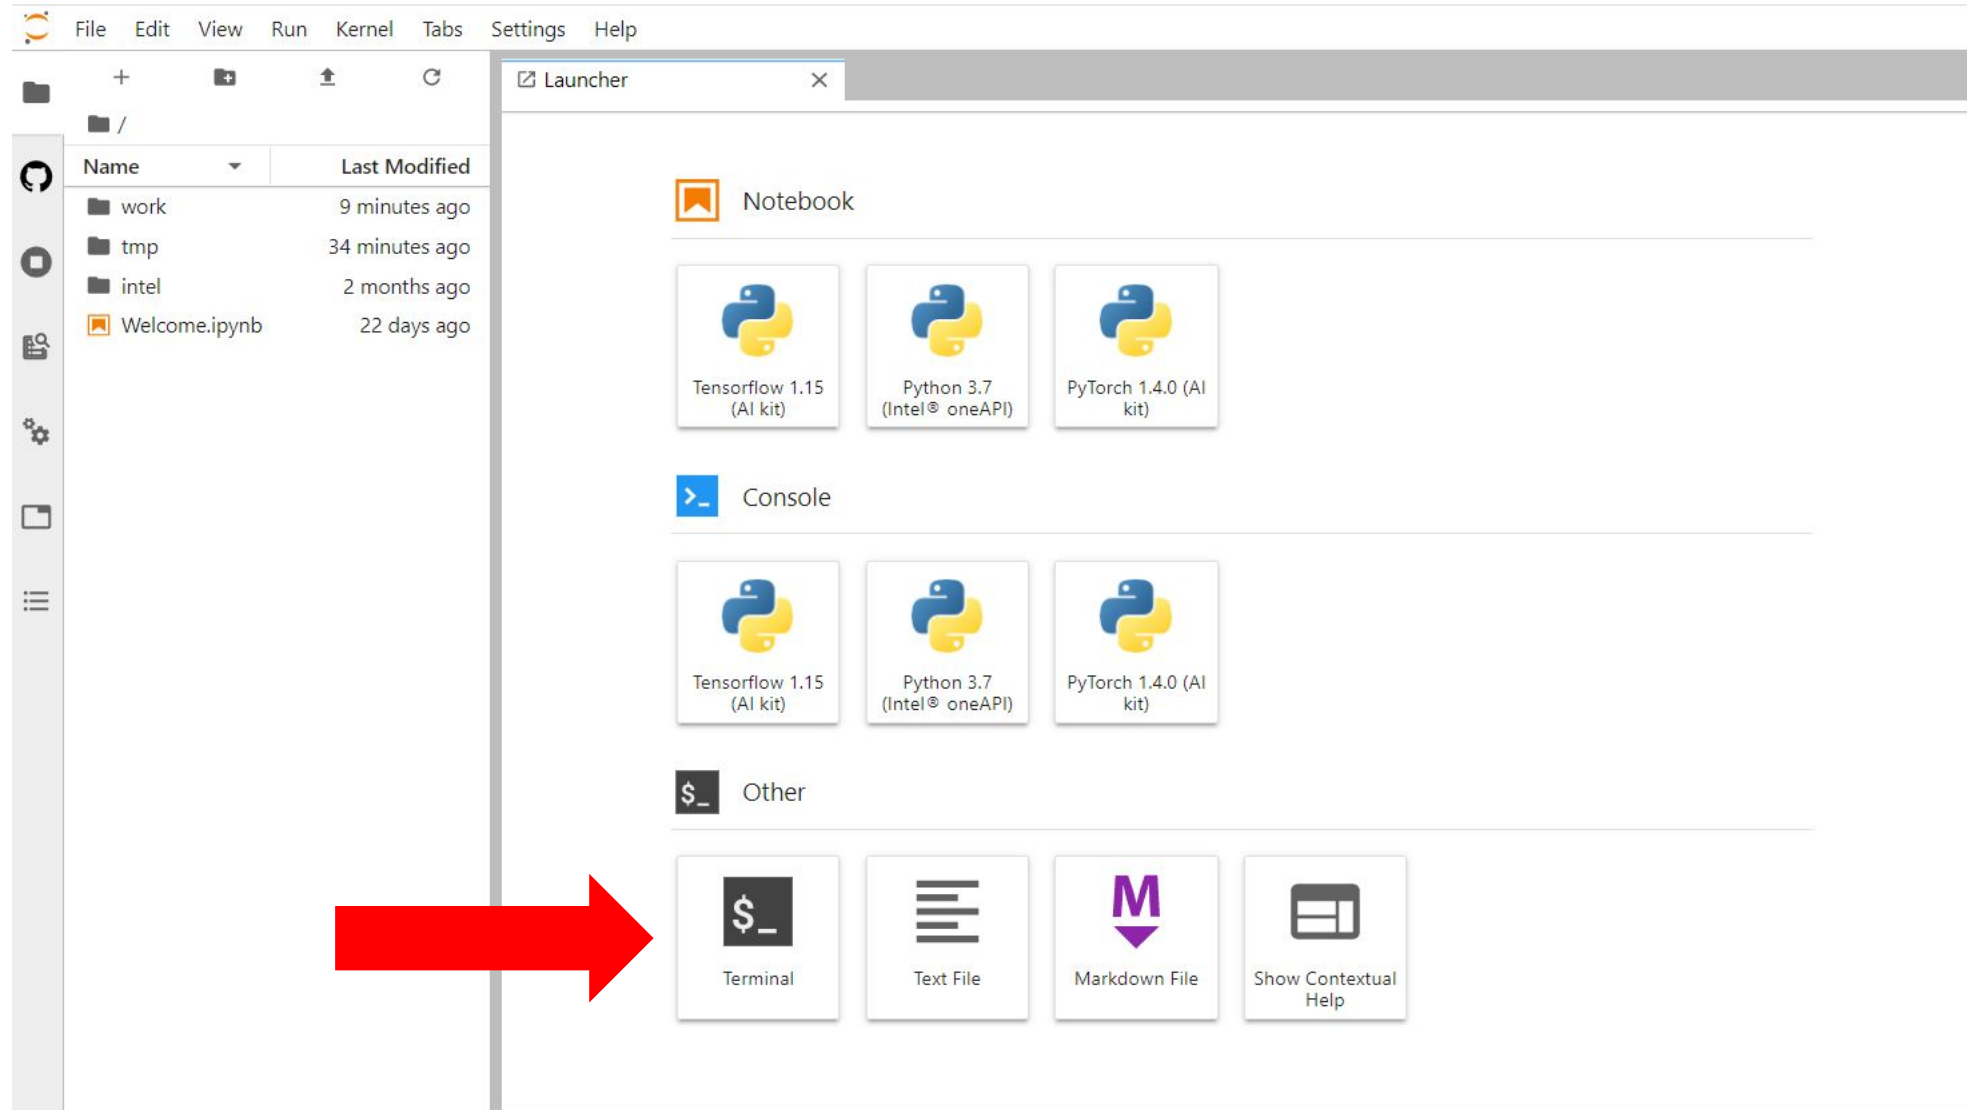 File Edit View Run Kernel Tabs Settings Help
Launcher
/
Name Last Modified
work 9 minutes ago
tmp 34 minutes ago
intel 2 months ago
Welcome.ipynb 22 days ago
Notebook
Tensorflow 1.15
(AI kit)
Python 3.7
(Intel® oneAPI)
PyTorch 1.4.0 (AI
kit)
Console
Tensorflow 1.15
(AI kit)
Python 3.7
(Intel® oneAPI)
PyTorch 1.4.0 (AI
kit)
$_ Other
$_
Terminal
Text File
M
Markdown File
Show Contextual
Help